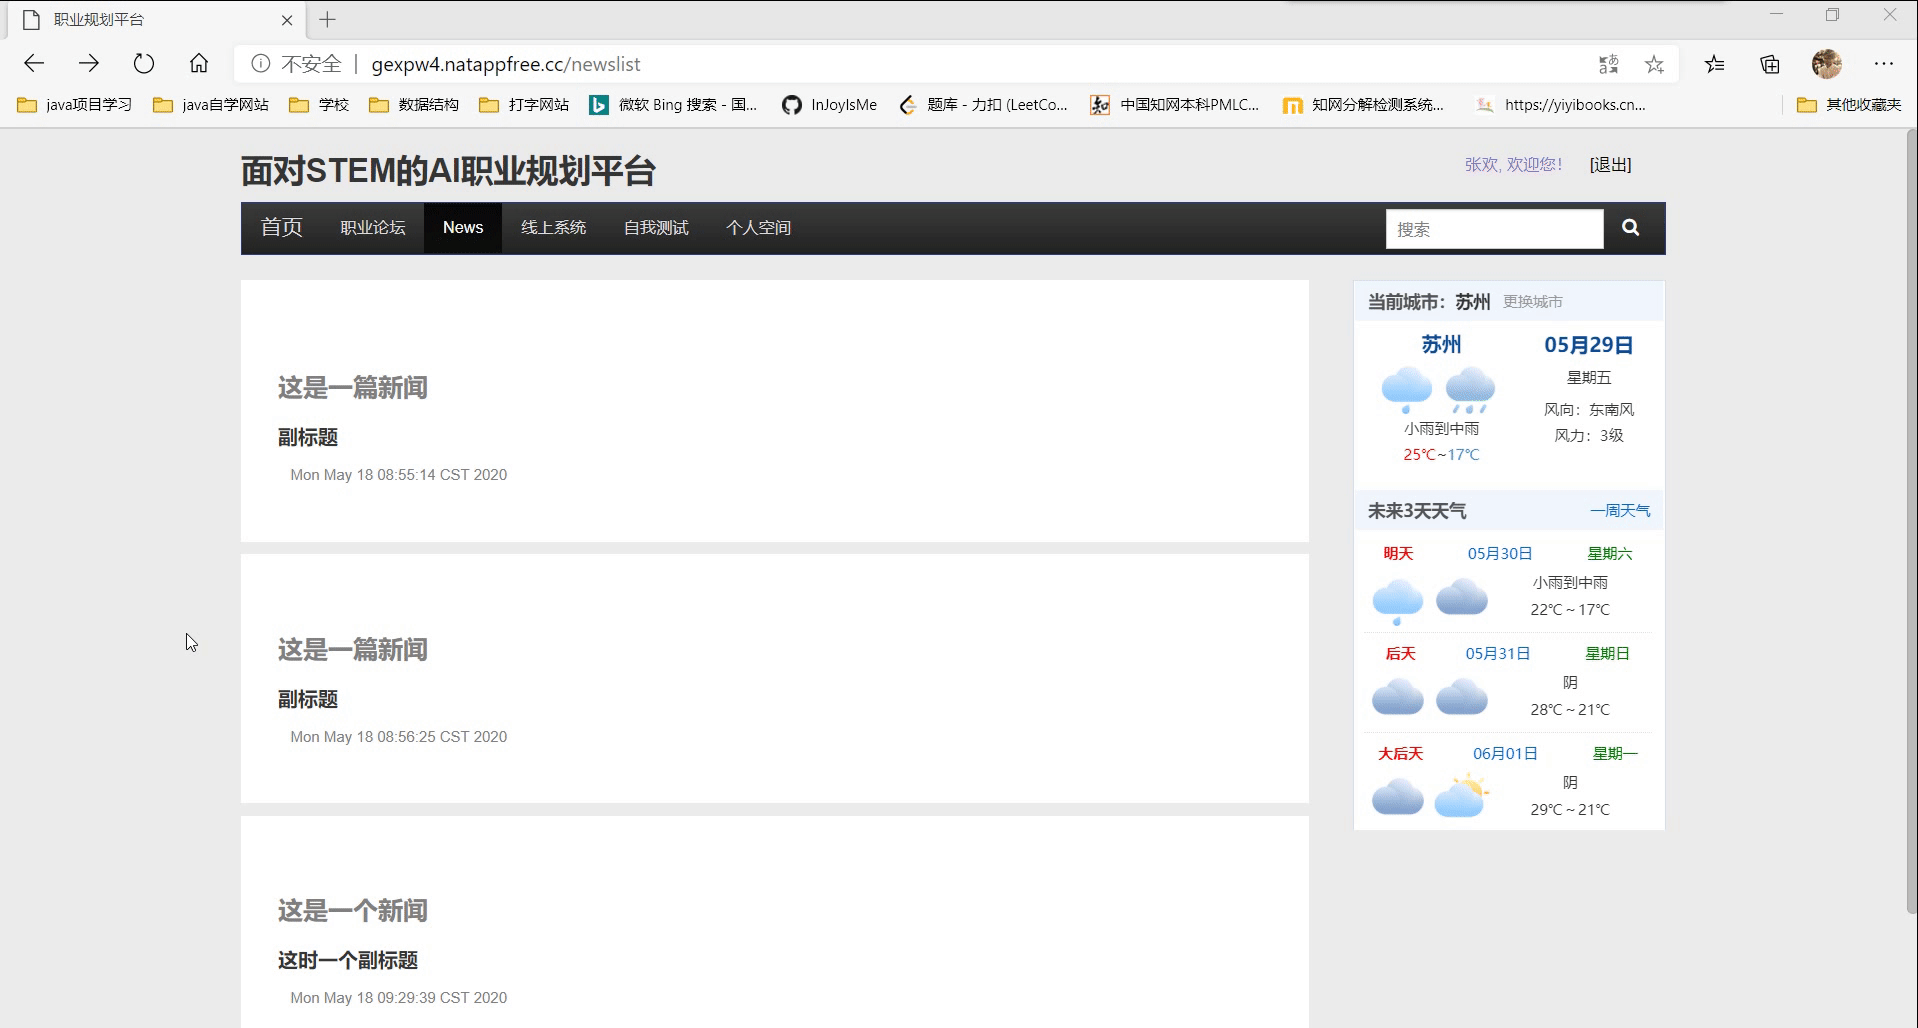 职业规划平台
不安全 | gexpw4.natappfree.cc/newslist
java项目学习 java自学网站 学校 数据结构 打字网站 微软 Bing 搜索 - 国... InJoyIsMe 题库 - 力扣 (LeetCo... 中国知网本科PMLC... 知网分解检测系统... https://yiyibooks.cn... 其他收藏夹
面对STEM的AI职业规划平台
张欢, 欢迎您! [退出]
首页 职业论坛 News 线上系统 自我测试 个人空间 搜索
这是一篇新闻
副标题
Mon May 18 08:55:14 CST 2020
这是一篇新闻
副标题
Mon May 18 08:56:25 CST 2020
这是一个新闻
这时一个副标题
Mon May 18 09:29:39 CST 2020
当前城市：苏州 更换城市
苏州 05月29日
星期五
风向：东南风
小雨到中雨
风力：3级
25℃~17℃
未来3天天气 一周天气
明天 05月30日 星期六
小雨到中雨
22℃ ~ 17℃
后天 05月31日 星期日
阴
28℃ ~ 21℃
大后天 06月01日 星期一
阴
29℃ ~ 21℃